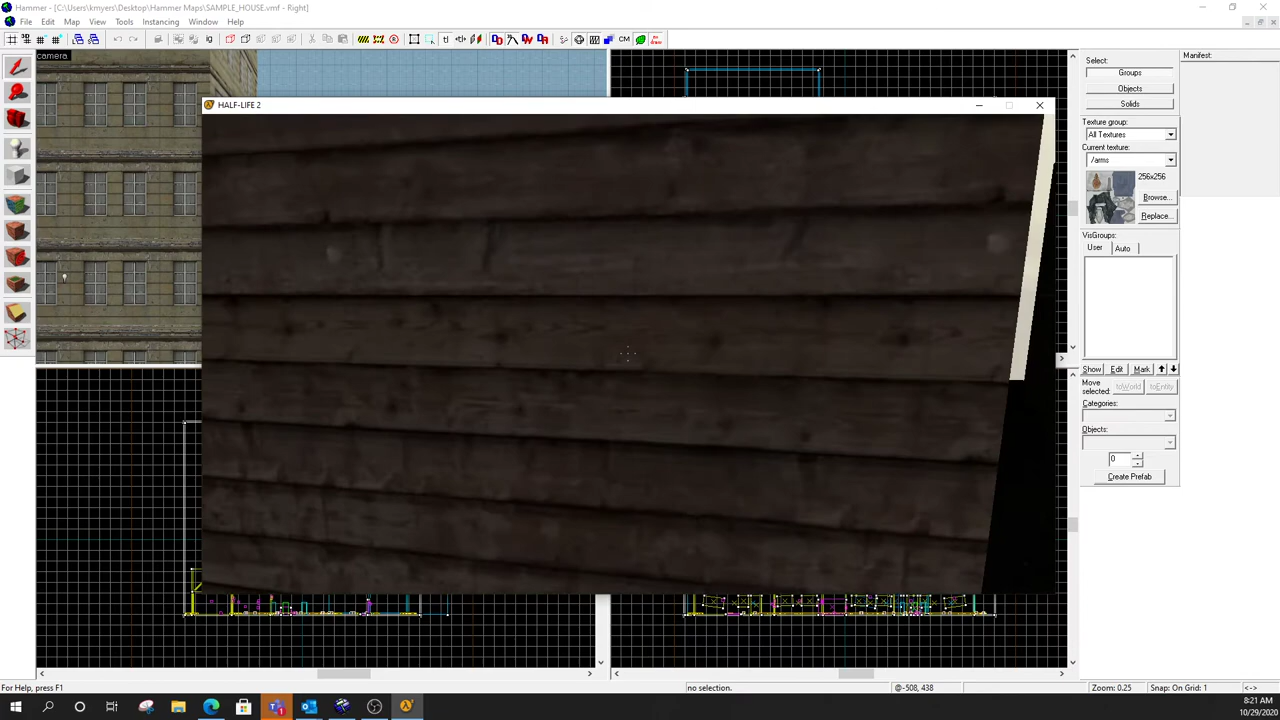 Hammer - [C:\Users\kmyers\Desktop\Hammer Maps\SAMPLE_HOUSE.vmf - Right]
File Edit Map View Tools Instancing Window Help
camera
HALF-LIFE 2
Select:
Groups
Objects
Solids
Texture group:
All Textures
Current texture:
/arms
256x256
Browse...
Replace...
VisGroups:
User Auto
Show Edit Mark
Move selected:
toWorld toEntity
Categories:
Objects:
0
Create Prefab
Manifest:
For Help, press F1
no selection.
@-508, 438
Zoom: 0.25
Snap: On Grid: 1
<->
8:21 AM
10/29/2020